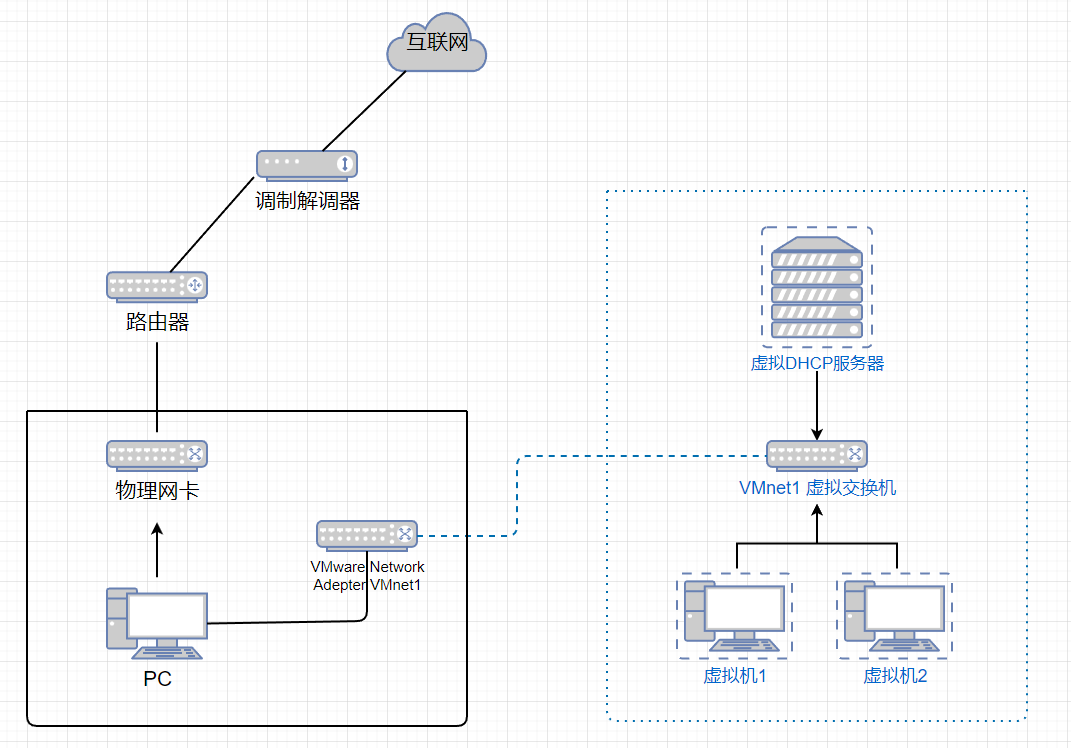 互联网
调制解调器
路由器
虚拟DHCP服务器
物理网卡
VMnet1 虚拟交换机
VMware Network
Adepter VMnet1
PC
虚拟机1
虚拟机2